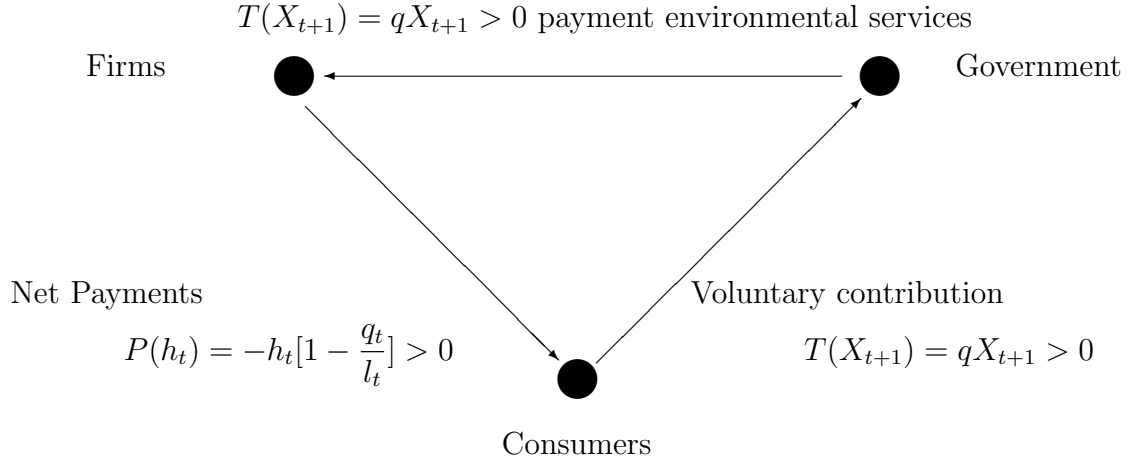 T(X_{t+1}) = qX_{t+1} > 0 payment environmental services
Firms
Government
Net Payments
Voluntary contribution
P(h_t) = -h_t[1 - \frac{q_t}{l_t}] > 0
T(X_{t+1}) = qX_{t+1} > 0
Consumers